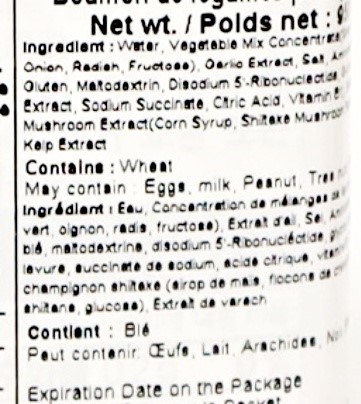 Net wt. / Poids net :
Ingredient : Water, Vegetable Mix Concentrate
Onion, Radish, Fructose), Garlic Extract, Salt,
Gluten, Maltodextrin, Disodium 5'-Ribonucleotide,
Extract, Sodium Succinate, Citric Acid, Vitamin
Mushroom Extract(Corn Syrup, Shiitake Mushroom
Kelp Extract
Contains : Wheat
May contain : Eggs, milk, Peanut, Tree
Ingrédient : Eau, Concentration de mélanges de
vert, oignon, radis, fructose), Extrait d'ail, Sel,
blé, maltodextrine, disodium 5'-Ribonucléotide,
levure, succinate de sodium, acide citrique,
champignon shiitake (sirop de maïs, flocons de
shiitake, glucose), Extrait de varech
Contient : Blé
Peut contenir: Œufs, Lait, Arachides,
Expiration Date on the Package